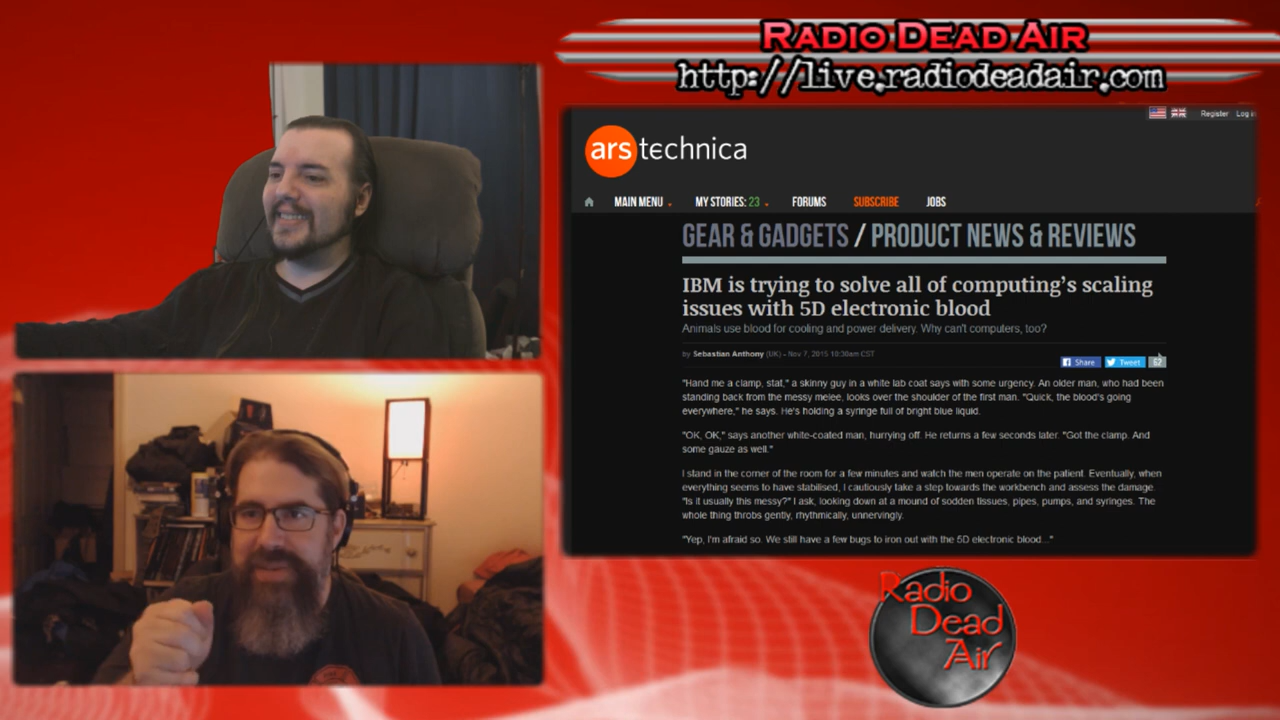 RADIO DEAD AIR
http://live.radiodeadair.com
Register Log in
ars technica
MAIN MENU MY STORIES: 23 FORUMS SUBSCRIBE JOBS
GEAR & GADGETS / PRODUCT NEWS & REVIEWS
IBM is trying to solve all of computing's scaling
issues with 5D electronic blood
Animals use blood for cooling and power delivery. Why can't computers, too?
by Sebastian Anthony (UK) - Nov 7, 2015 10:30am CST
Share Tweet 52
"Hand me a clamp, stat," a skinny guy in a white lab coat says with some urgency. An older man, who had been
standing back from the messy melee, looks over the shoulder of the first man. "Quick, the blood's going
everywhere," he says. He's holding a syringe full of bright blue liquid.
"OK, OK," says another white-coated man, hurrying off. He returns a few seconds later. "Got the clamp. And
some gauze as well."
I stand in the corner of the room for a few minutes and watch the men operate on the patient. Eventually, when
everything seems to have stabilised, I cautiously take a step towards the workbench and assess the damage.
"Is it usually this messy?" I ask, looking down at a mound of sodden tissues, pipes, pumps, and syringes. The
whole thing throbs gently, rhythmically, unnervingly.
"Yep, I'm afraid so. We still have a few bugs to iron out with the 5D electronic blood..."
Radio
Dead
Air